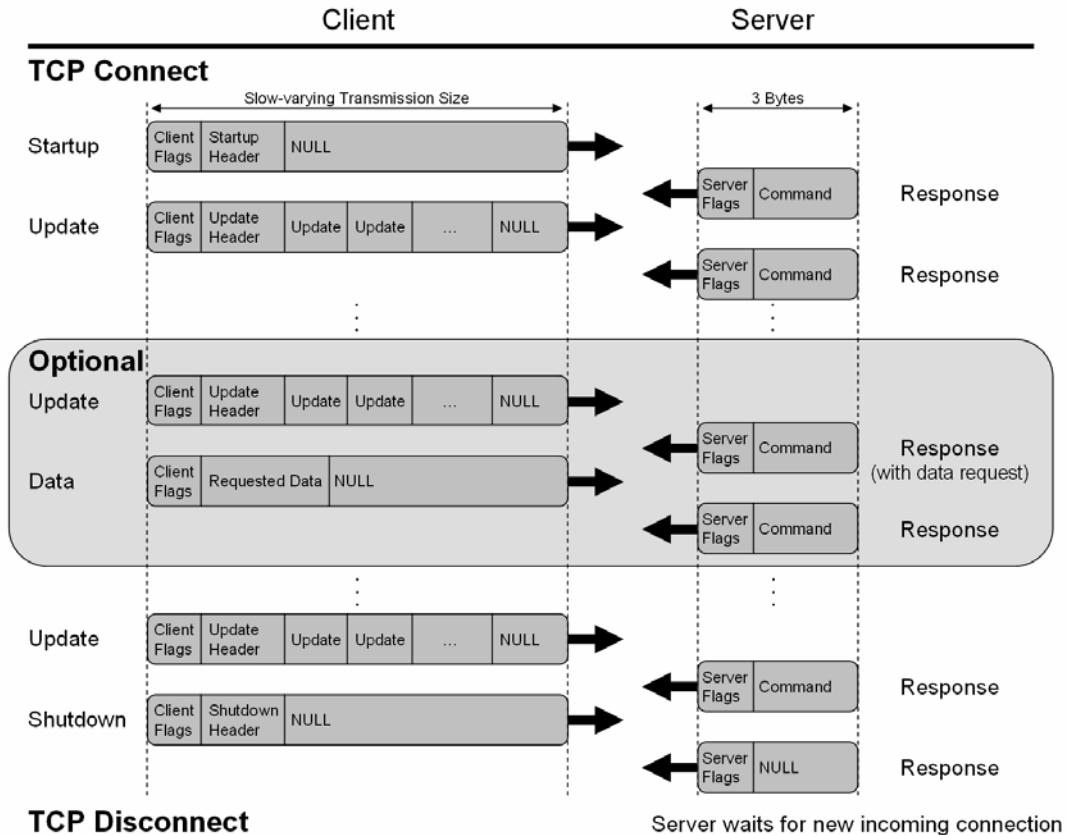 Client Server
TCP Connect
Slow-varying Transmission Size 3 Bytes
Startup Client Flags Startup Header NULL
Server Flags Command Response
Update Client Flags Update Header Update Update ... NULL
Server Flags Command Response
Optional
Update Client Flags Update Header Update Update ... NULL
Server Flags Command Response
(with data request)
Data Client Flags Requested Data NULL
Server Flags Command Response
Update Client Flags Update Header Update Update ... NULL
Server Flags Command Response
Shutdown Client Flags Shutdown Header NULL
Server Flags NULL Response
TCP Disconnect Server waits for new incoming connection